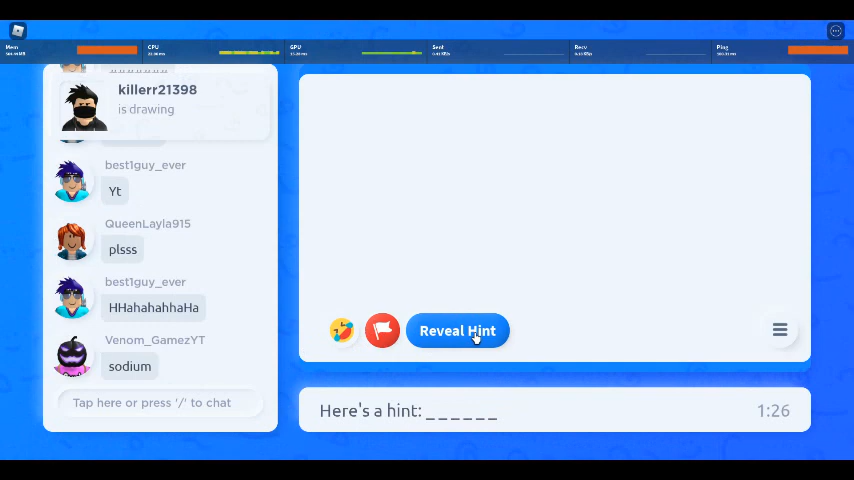 Mem
CPU
GPU
Sent
Recv
Ping
killerr21398
is drawing
best1guy_ever
Yt
QueenLayla915
plsss
best1guy_ever
HHahahahhaHa
Venom_GamezYT
sodium
Tap here or press '/' to chat
Reveal Hint
Here's a hint: _ _ _ _ _ _
1:26